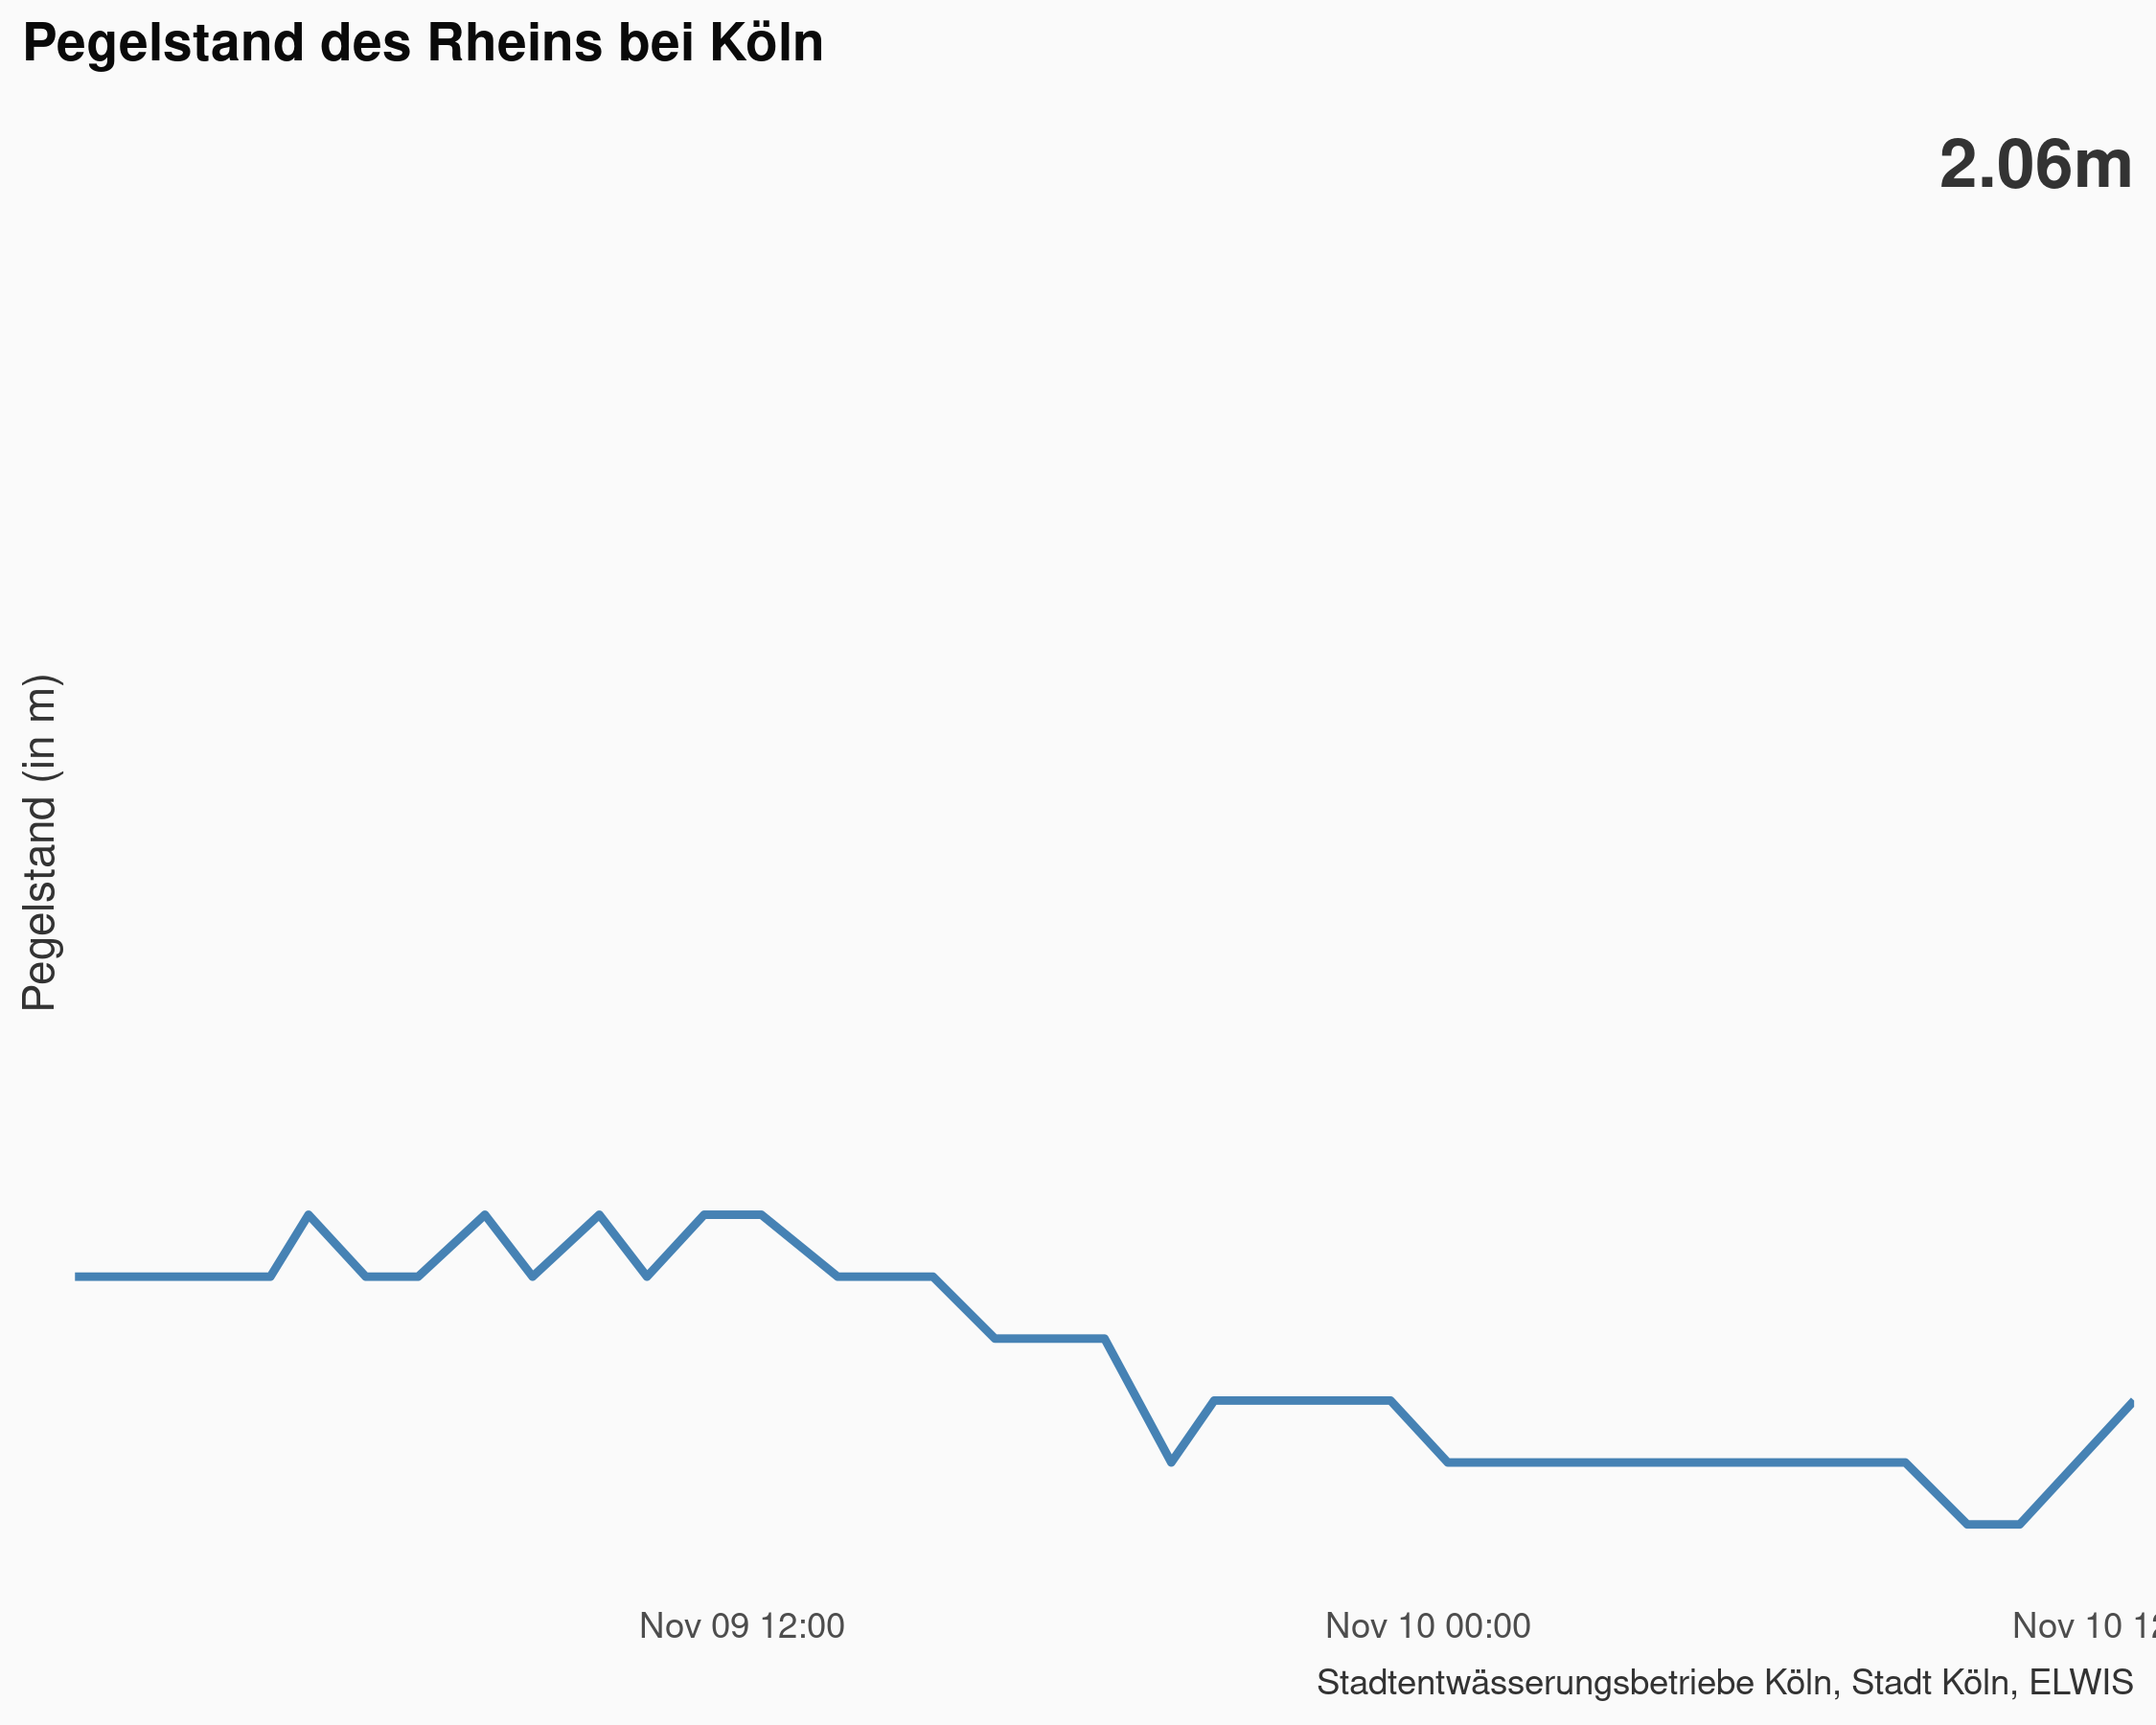 Pegelstand des Rheins bei Köln
2.06m
Pegelstand (in m)
Nov 09 12:00
Nov 10 00:00
Nov 10
Stadtentwässerungsbetriebe Köln, Stadt Köln, ELWIS